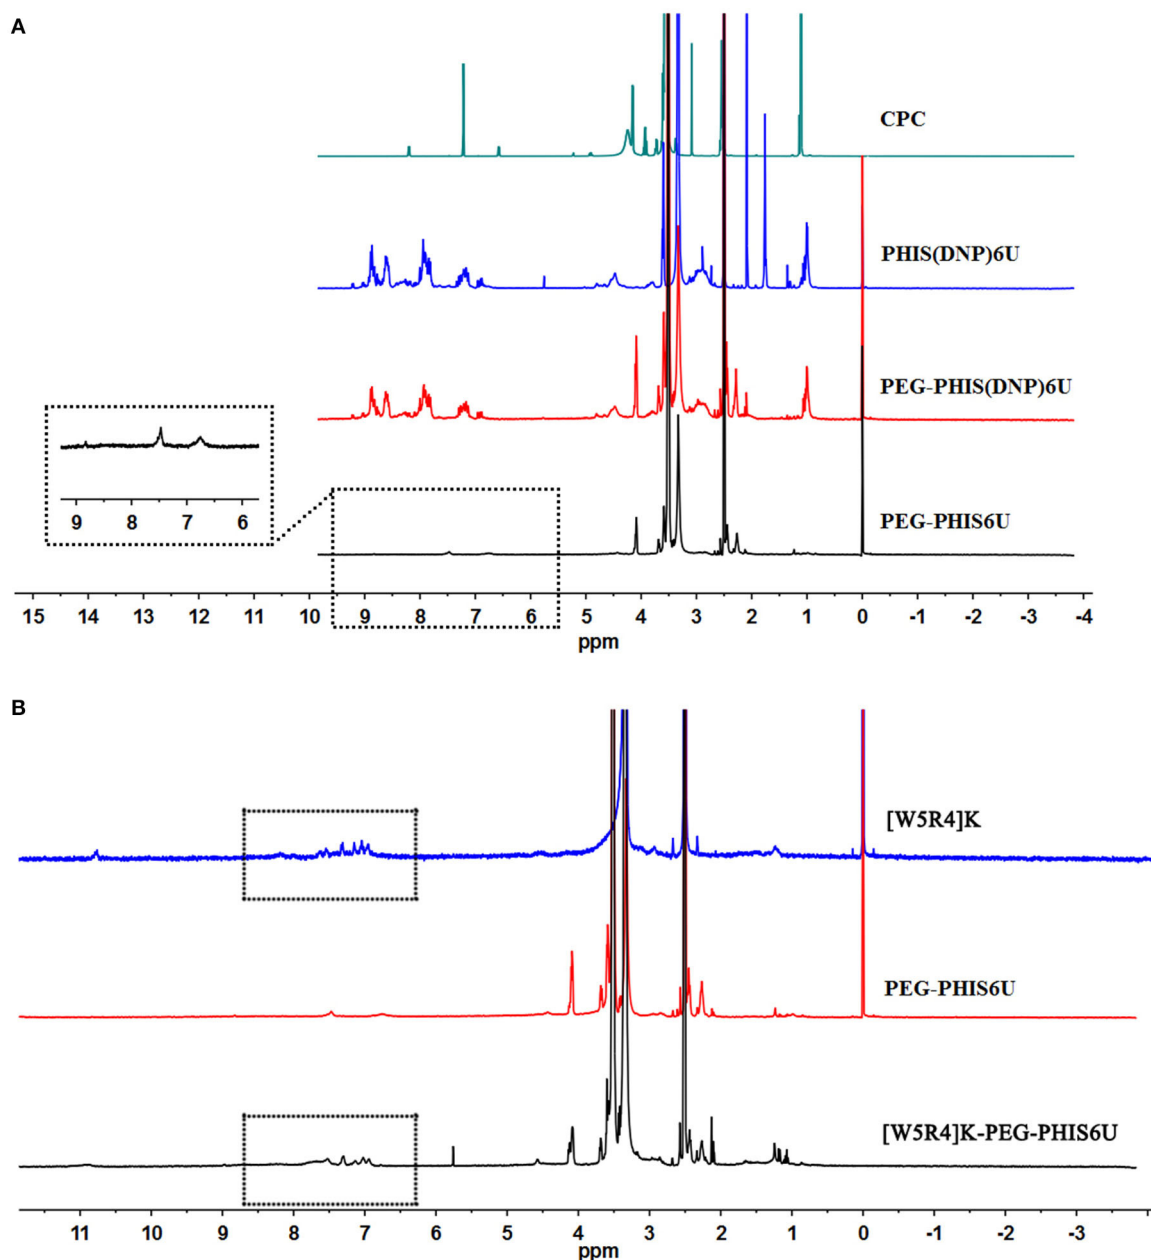 A
CPC
PHIS(DNP)6U
PEG-PHIS(DNP)6U
PEG-PHIS6U
9 8 7 6
15 14 13 12 11 10 9 8 7 6 5 4 3 2 1 0 -1 -2 -3 -4
ppm
B
[W5R4]K
PEG-PHIS6U
[W5R4]K-PEG-PHIS6U
11 10 9 8 7 6 5 4 3 2 1 0 -1 -2 -3
ppm